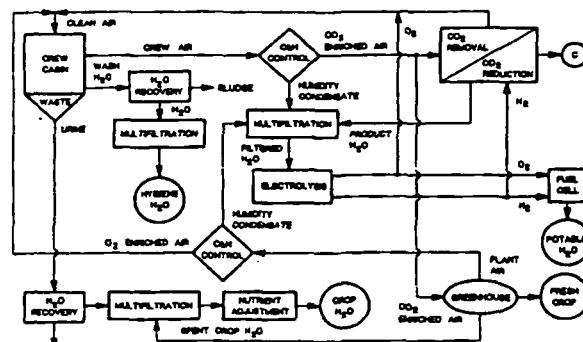 CLEAN AIR
O2
CREW CABIN
CREW AIR
T&H CONTROL
CO2 ENRICHED AIR
CO2 REMOVAL
CO2 REDUCTION
C
WASTE
WASH H2O
H2O RECOVERY
SLUDGE
HUMIDITY CONDENSATE
H2
URINE
H2O
MULTIFILTRATION
MULTIFILTRATION
PRODUCT H2O
FILTERED H2O
ELECTROLYSIS
O2
H2
FUEL CELL
HYGIENE H2O
HUMIDITY CONDENSATE
POTABLE H2O
O2 ENRICHED AIR
T&H CONTROL
PLANT AIR
H2O RECOVERY
MULTIFILTRATION
NUTRIENT ADJUSTMENT
CROP H2O
CO2 ENRICHED AIR
GREENHOUSE
FRESH CROP
SPENT CROP H2O